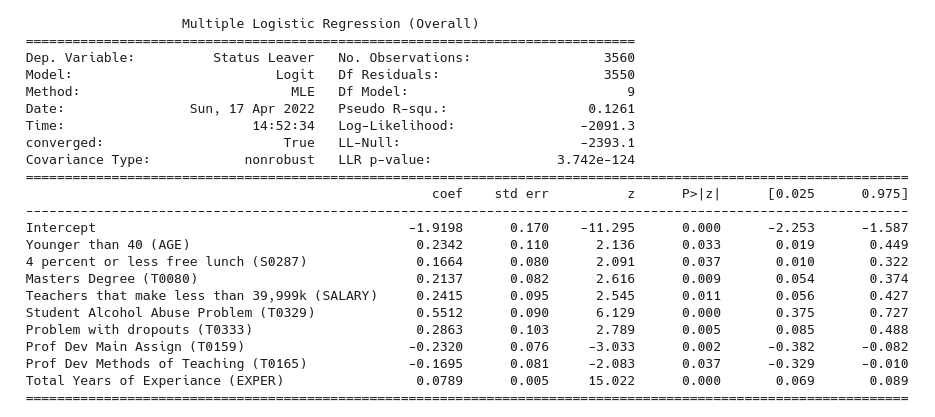 Multiple Logistic Regression (Overall)
==============================================================================
Dep. Variable: Status Leaver No. Observations: 3560
Model: Logit Df Residuals: 3550
Method: MLE Df Model: 9
Date: Sun, 17 Apr 2022 Pseudo R-squ.: 0.1261
Time: 14:52:34 Log-Likelihood: -2091.3
converged: True LL-Null: -2393.1
Covariance Type: nonrobust LLR p-value: 3.742e-124
=================================================================================================================
coef std err z P>|z| [0.025 0.975]
-----------------------------------------------------------------------------------------------------------------
Intercept -1.9198 0.170 -11.295 0.000 -2.253 -1.587
Younger than 40 (AGE) 0.2342 0.110 2.136 0.033 0.019 0.449
4 percent or less free lunch (S0287) 0.1664 0.080 2.091 0.037 0.010 0.322
Masters Degree (T0080) 0.2137 0.082 2.616 0.009 0.054 0.374
Teachers that make less than 39,999k (SALARY) 0.2415 0.095 2.545 0.011 0.056 0.427
Student Alcohol Abuse Problem (T0329) 0.5512 0.090 6.129 0.000 0.375 0.727
Problem with dropouts (T0333) 0.2863 0.103 2.789 0.005 0.085 0.488
Prof Dev Main Assign (T0159) -0.2320 0.076 -3.033 0.002 -0.382 -0.082
Prof Dev Methods of Teaching (T0165) -0.1695 0.081 -2.083 0.037 -0.329 -0.010
Total Years of Experiance (EXPER) 0.0789 0.005 15.022 0.000 0.069 0.089
=================================================================================================================